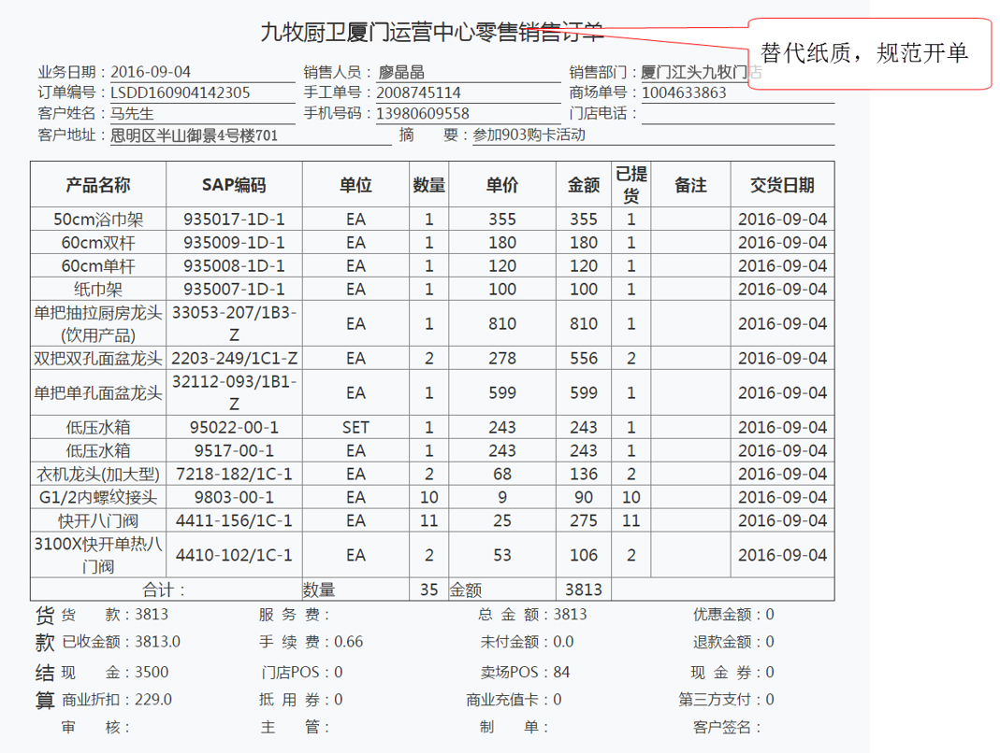 九牧厨卫厦门运营中心零售销售订单
替代纸质，规范开单
业务日期：2016-09-04 销售人员：廖晶晶 销售部门：厦门江头九牧门店
订单编号：LSDD160904142305 手工单号：2008745114 商场单号：1004633863
客户姓名：马先生 手机号码：13980609558 门店电话：
客户地址：思明区半山御景4号楼701 摘 要：参加903购卡活动
产品名称 SAP编码 单位 数量 单价 金额 已提货 备注 交货日期
50cm浴巾架 935017-1D-1 EA 1 355 355 1 2016-09-04
60cm双杆 935009-1D-1 EA 1 180 180 1 2016-09-04
60cm单杆 935008-1D-1 EA 1 120 120 1 2016-09-04
纸巾架 935007-1D-1 EA 1 100 100 1 2016-09-04
单把抽拉厨房龙头(饮用产品) 33053-207/1B3-Z EA 1 810 810 1 2016-09-04
双把双孔面盆龙头 2203-249/1C1-Z EA 2 278 556 2 2016-09-04
单把单孔面盆龙头 32112-093/1B1-Z EA 1 599 599 1 2016-09-04
低压水箱 95022-00-1 SET 1 243 243 1 2016-09-04
低压水箱 9517-00-1 EA 1 243 243 1 2016-09-04
衣机龙头(加大型) 7218-182/1C-1 EA 2 68 136 2 2016-09-04
G1/2内螺纹接头 9803-00-1 EA 10 9 90 10 2016-09-04
快开八门阀 4411-156/1C-1 EA 11 25 275 11 2016-09-04
3100X快开单热八门阀 4410-102/1C-1 EA 2 53 106 2 2016-09-04
合计： 数量 35 金额 3813
货款结算
货 款：3813 服 务 费： 总 金 额：3813 优惠金额：0
已收金额：3813.0 手 续 费：0.66 未付金额：0.0 退款金额：0
现 金：3500 门店POS：0 卖场POS：84 现 金 券：0
商业折扣：229.0 抵 用 券：0 商业充值卡：0 第三方支付：0
审 核： 主 管： 制 单： 客户签名：